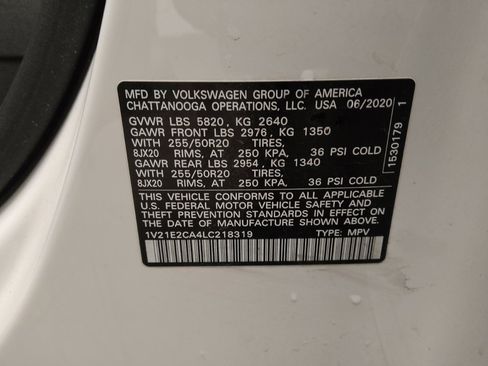 MFD BY VOLKSWAGEN GROUP OF AMERICA
CHATTANOOGA OPERATIONS, LLC. USA 06/2020
GVWR LBS 5820, KG 2640
GAWR FRONT LBS 2976, KG 1350
WITH 255/50R20 TIRES,
8JX20 RIMS, AT 250 KPA, 36 PSI COLD
GAWR REAR LBS 2954, KG 1340
WITH 255/50R20 TIRES,
8JX20 RIMS, AT 250 KPA, 36 PSI COLD
THIS VEHICLE CONFORMS TO ALL APPLICABLE
U.S. FEDERAL MOTOR VEHICLE SAFETY AND
THEFT PREVENTION STANDARDS IN EFFECT ON
THE DATE OF MANUFACTURE SHOWN ABOVE
1V21E2CA4LC218319 TYPE: MPV
1530179 1